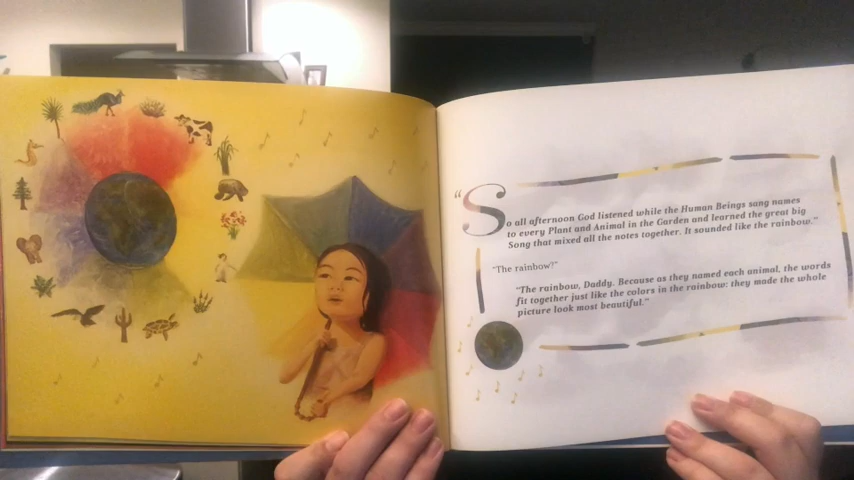 "So all afternoon God listened while the Human Beings sang names
to every Plant and Animal in the Garden and learned the great big
Song that mixed all the notes together. It sounded like the rainbow."
"The rainbow?"
"The rainbow, Daddy. Because as they named each animal, the words
fit together just like the colors in the rainbow: they made the whole
picture look most beautiful."